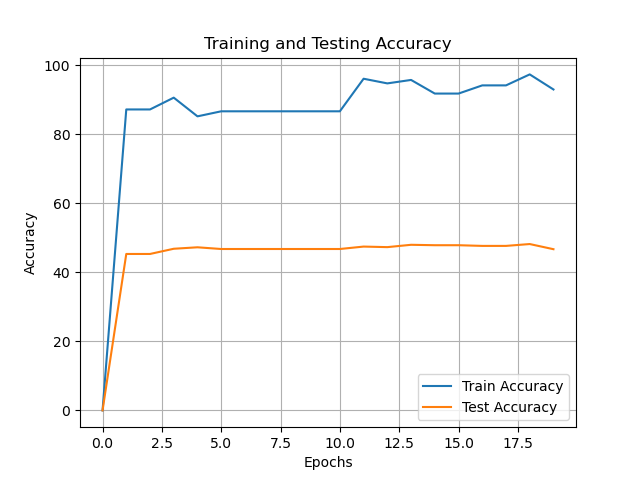 Training and Testing Accuracy
100
80
60
40
20
0
Accuracy
0.0 2.5 5.0 7.5 10.0 12.5 15.0 17.5
Epochs
Train Accuracy
Test Accuracy